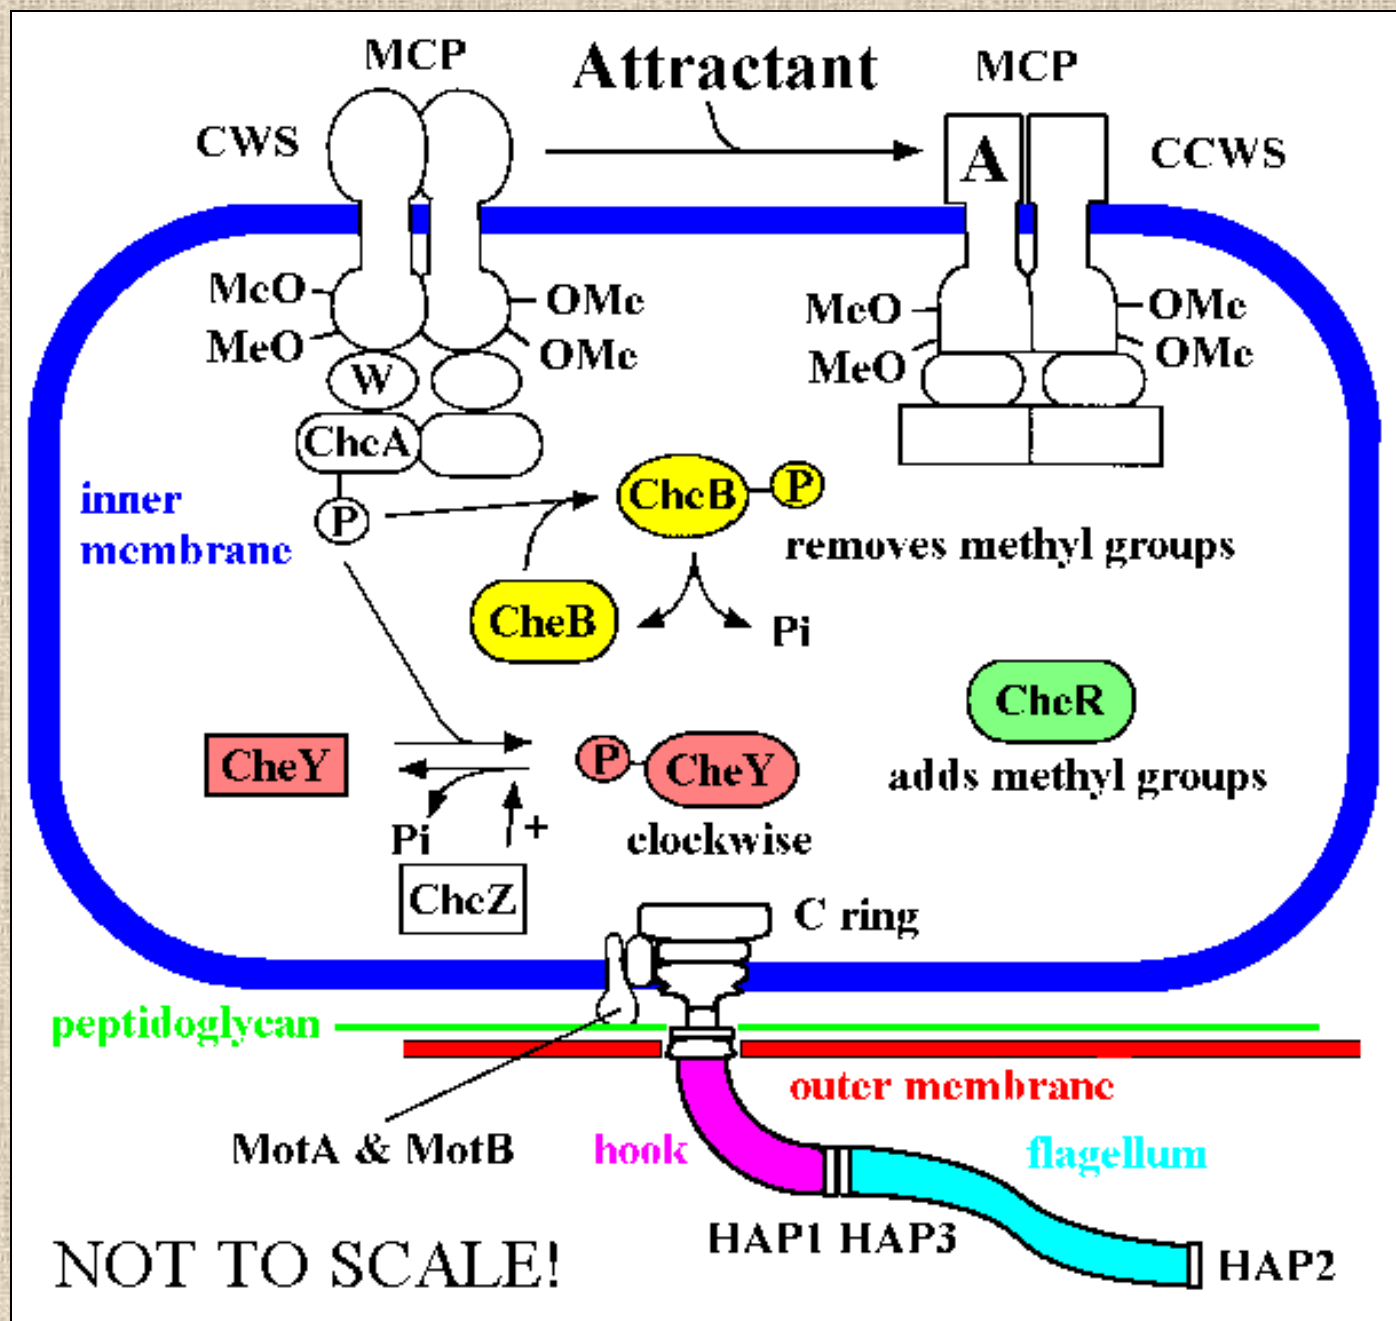 MCP
Attractant
MCP
CWS
A
CCWS
MeO
OMe
MeO
OMe
MeO
OMe
MeO
OMe
W
CheA
P
inner
membrane
CheB
P
removes methyl groups
CheB
Pi
CheR
adds methyl groups
CheY
P
CheY
clockwise
Pi
+
CheZ
C ring
peptidoglycan
outer membrane
MotA & MotB
hook
flagellum
HAP1 HAP3
HAP2
NOT TO SCALE!